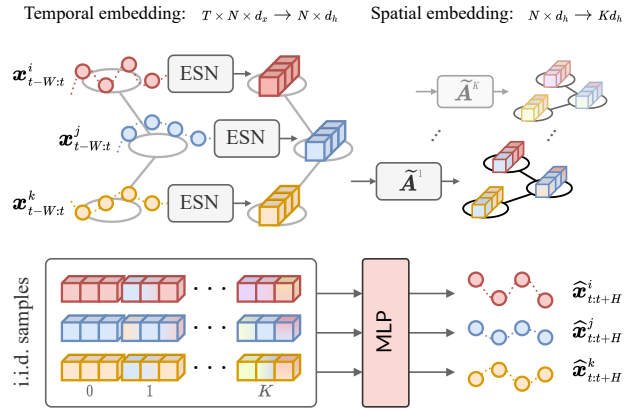 Temporal embedding: T × N × d_x → N × d_h
Spatial embedding: N × d_h → K d_h
x^i_{t−W:t}
ESN
x^j_{t−W:t}
ESN
x^k_{t−W:t}
ESN
Ã^K
⋰
Ã^1
i.i.d. samples
· · ·
· · ·
· · ·
0 1 K
MLP
x̂^i_{t:t+H}
x̂^j_{t:t+H}
x̂^k_{t:t+H}